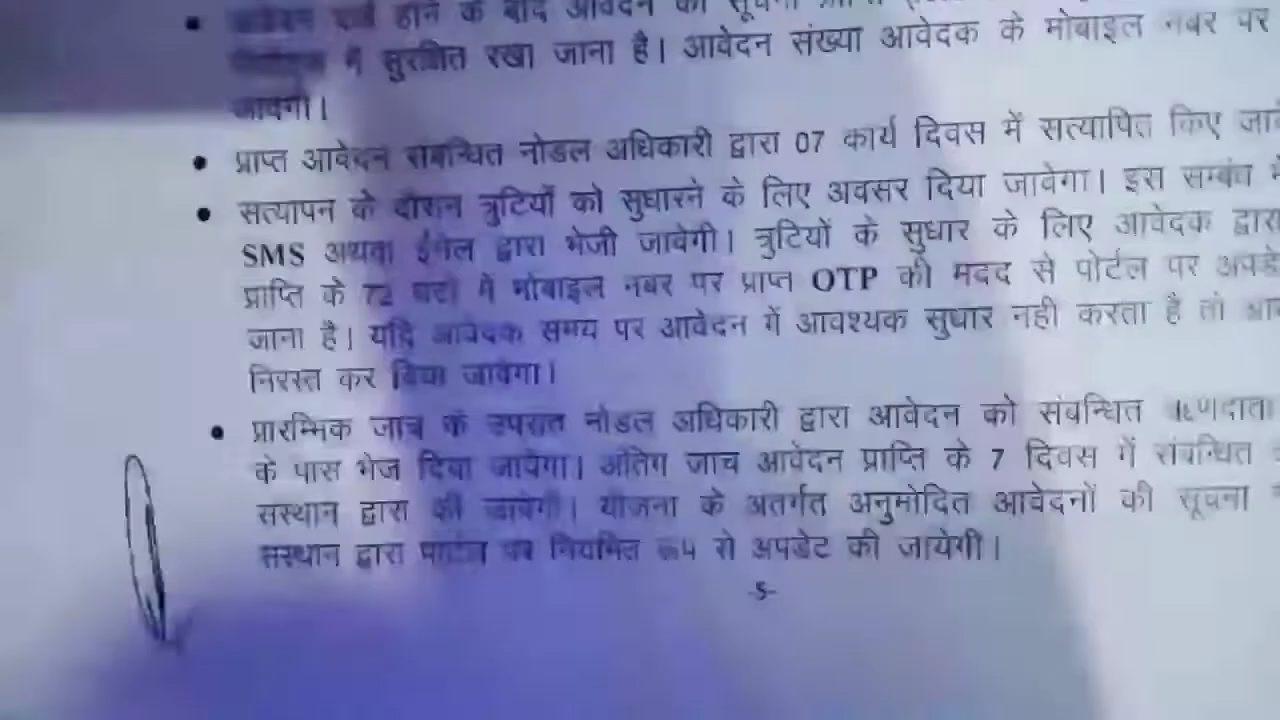 होने के बाद आवेदन की सूचना
में सुरक्षित रखा जाना है। आवेदन संख्या आवेदक के मोबाइल नंबर पर
जावेगी।
• प्राप्त आवेदन संबन्धित नोडल अधिकारी द्वारा 07 कार्य दिवस में सत्यापित किए
• सत्यापन के दौरान त्रुटियों को सुधारने के लिए अवसर दिया जावेगा। इस सम्बंध
SMS अथवा ईमेल द्वारा भेजी जावेगी। त्रुटियों के सुधार के लिए आवेदक
प्राप्ति के 72 घंटो में मोबाइल नंबर पर प्राप्त OTP की मदद से पोर्टल पर
जाना है। यदि आवेदक समय पर आवेदन में आवश्यक सुधार नही करता है तो
निरस्त कर दिया जावेगा।
• प्रारम्भिक जांच के उपरांत नोडल अधिकारी द्वारा आवेदन को संबन्धित ऋणदाता
के पास भेज दिया जावेगा। अंतिम जांच आवेदन प्राप्ति के 7 दिवस में संबन्धित
संस्थान द्वारा की जावेगी। योजना के अंतर्गत अनुमोदित आवेदनों की सूचना
संस्थान द्वारा पोर्टल पर नियमित रूप से अपडेट की जायेगी।
-5-